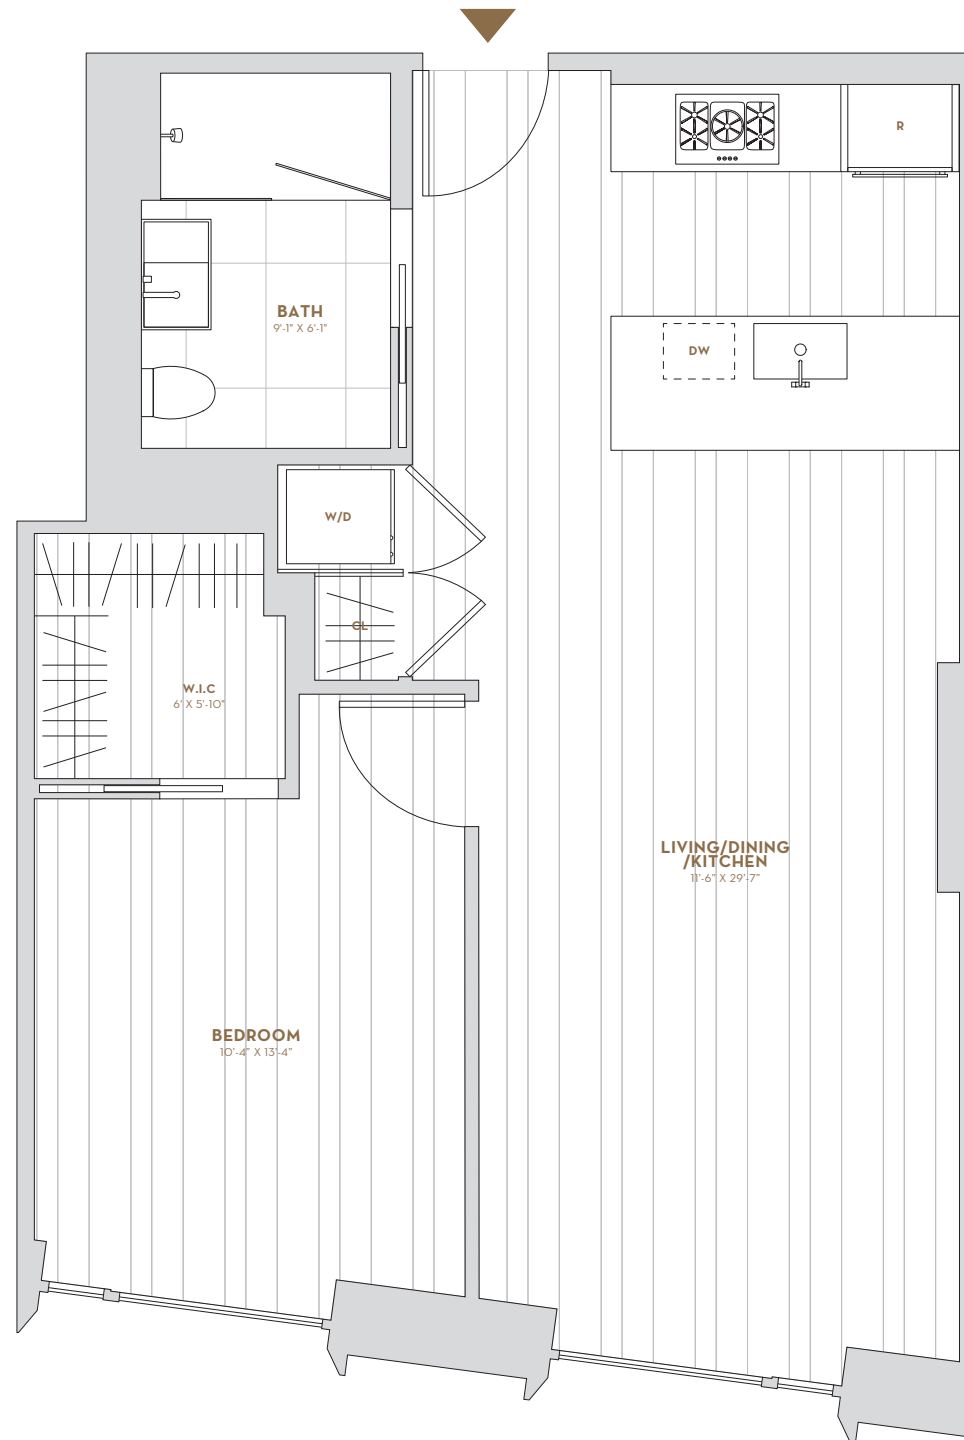 R
BATH
9'-1" X 6'-1"
DW
W/D
CL
W.I.C
6' X 5'-10"
LIVING/DINING
/KITCHEN
11'-6" X 29'-7"
BEDROOM
10'-4" X 13'-4"